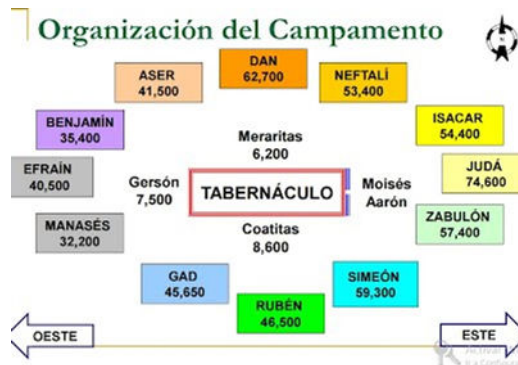 Organización del Campamento
DAN
62,700
ASER
41,500
NEFTALÍ
53,400
BENJAMÍN
35,400
ISACAR
54,400
Meraritas
6,200
EFRAÍN
40,500
Gersón
7,500
TABERNÁCULO
Moisés
Aarón
JUDÁ
74,600
MANASÉS
32,200
Coatitas
8,600
ZABULÓN
57,400
GAD
45,650
SIMEÓN
59,300
RUBÉN
46,500
OESTE
ESTE